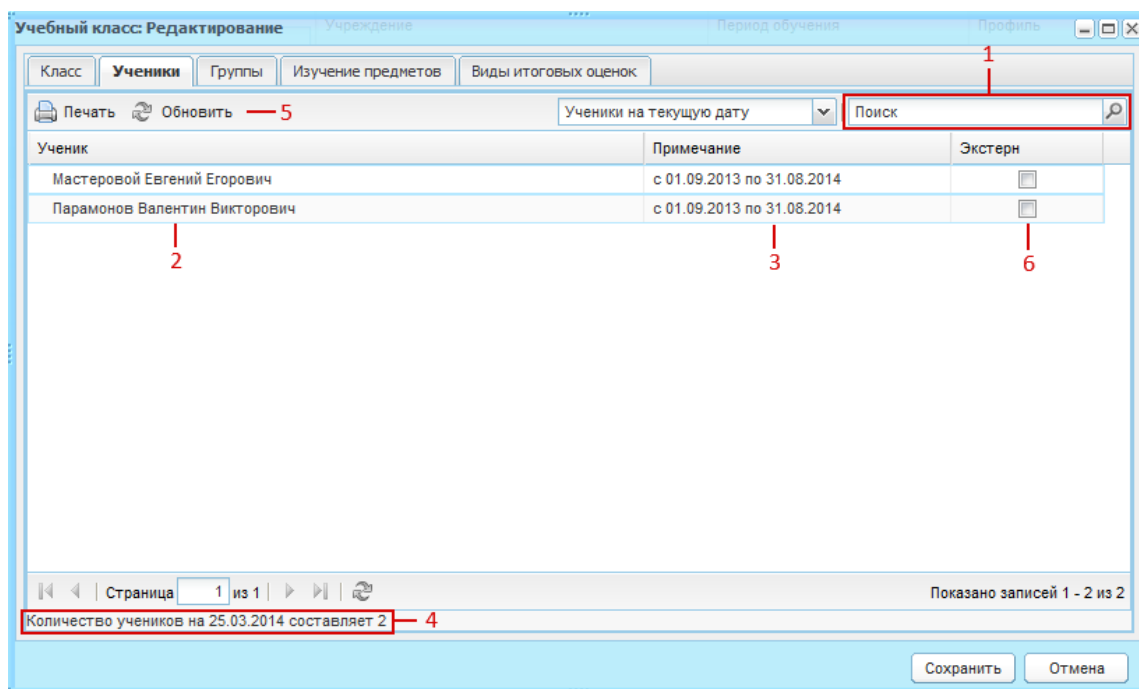 Учебный класс: Редактирование Учреждение Период обучения Профиль
1
Класс Ученики Группы Изучение предметов Виды итоговых оценок
Печать Обновить 5 Ученики на текущую дату Поиск
Ученик Примечание Экстерн
Мастеровой Евгений Егорович с 01.09.2013 по 31.08.2014
Парамонов Валентин Викторович с 01.09.2013 по 31.08.2014
2 3 6
Страница 1 из 1 Показано записей 1 - 2 из 2
Количество учеников на 25.03.2014 составляет 2 4
Сохранить Отмена